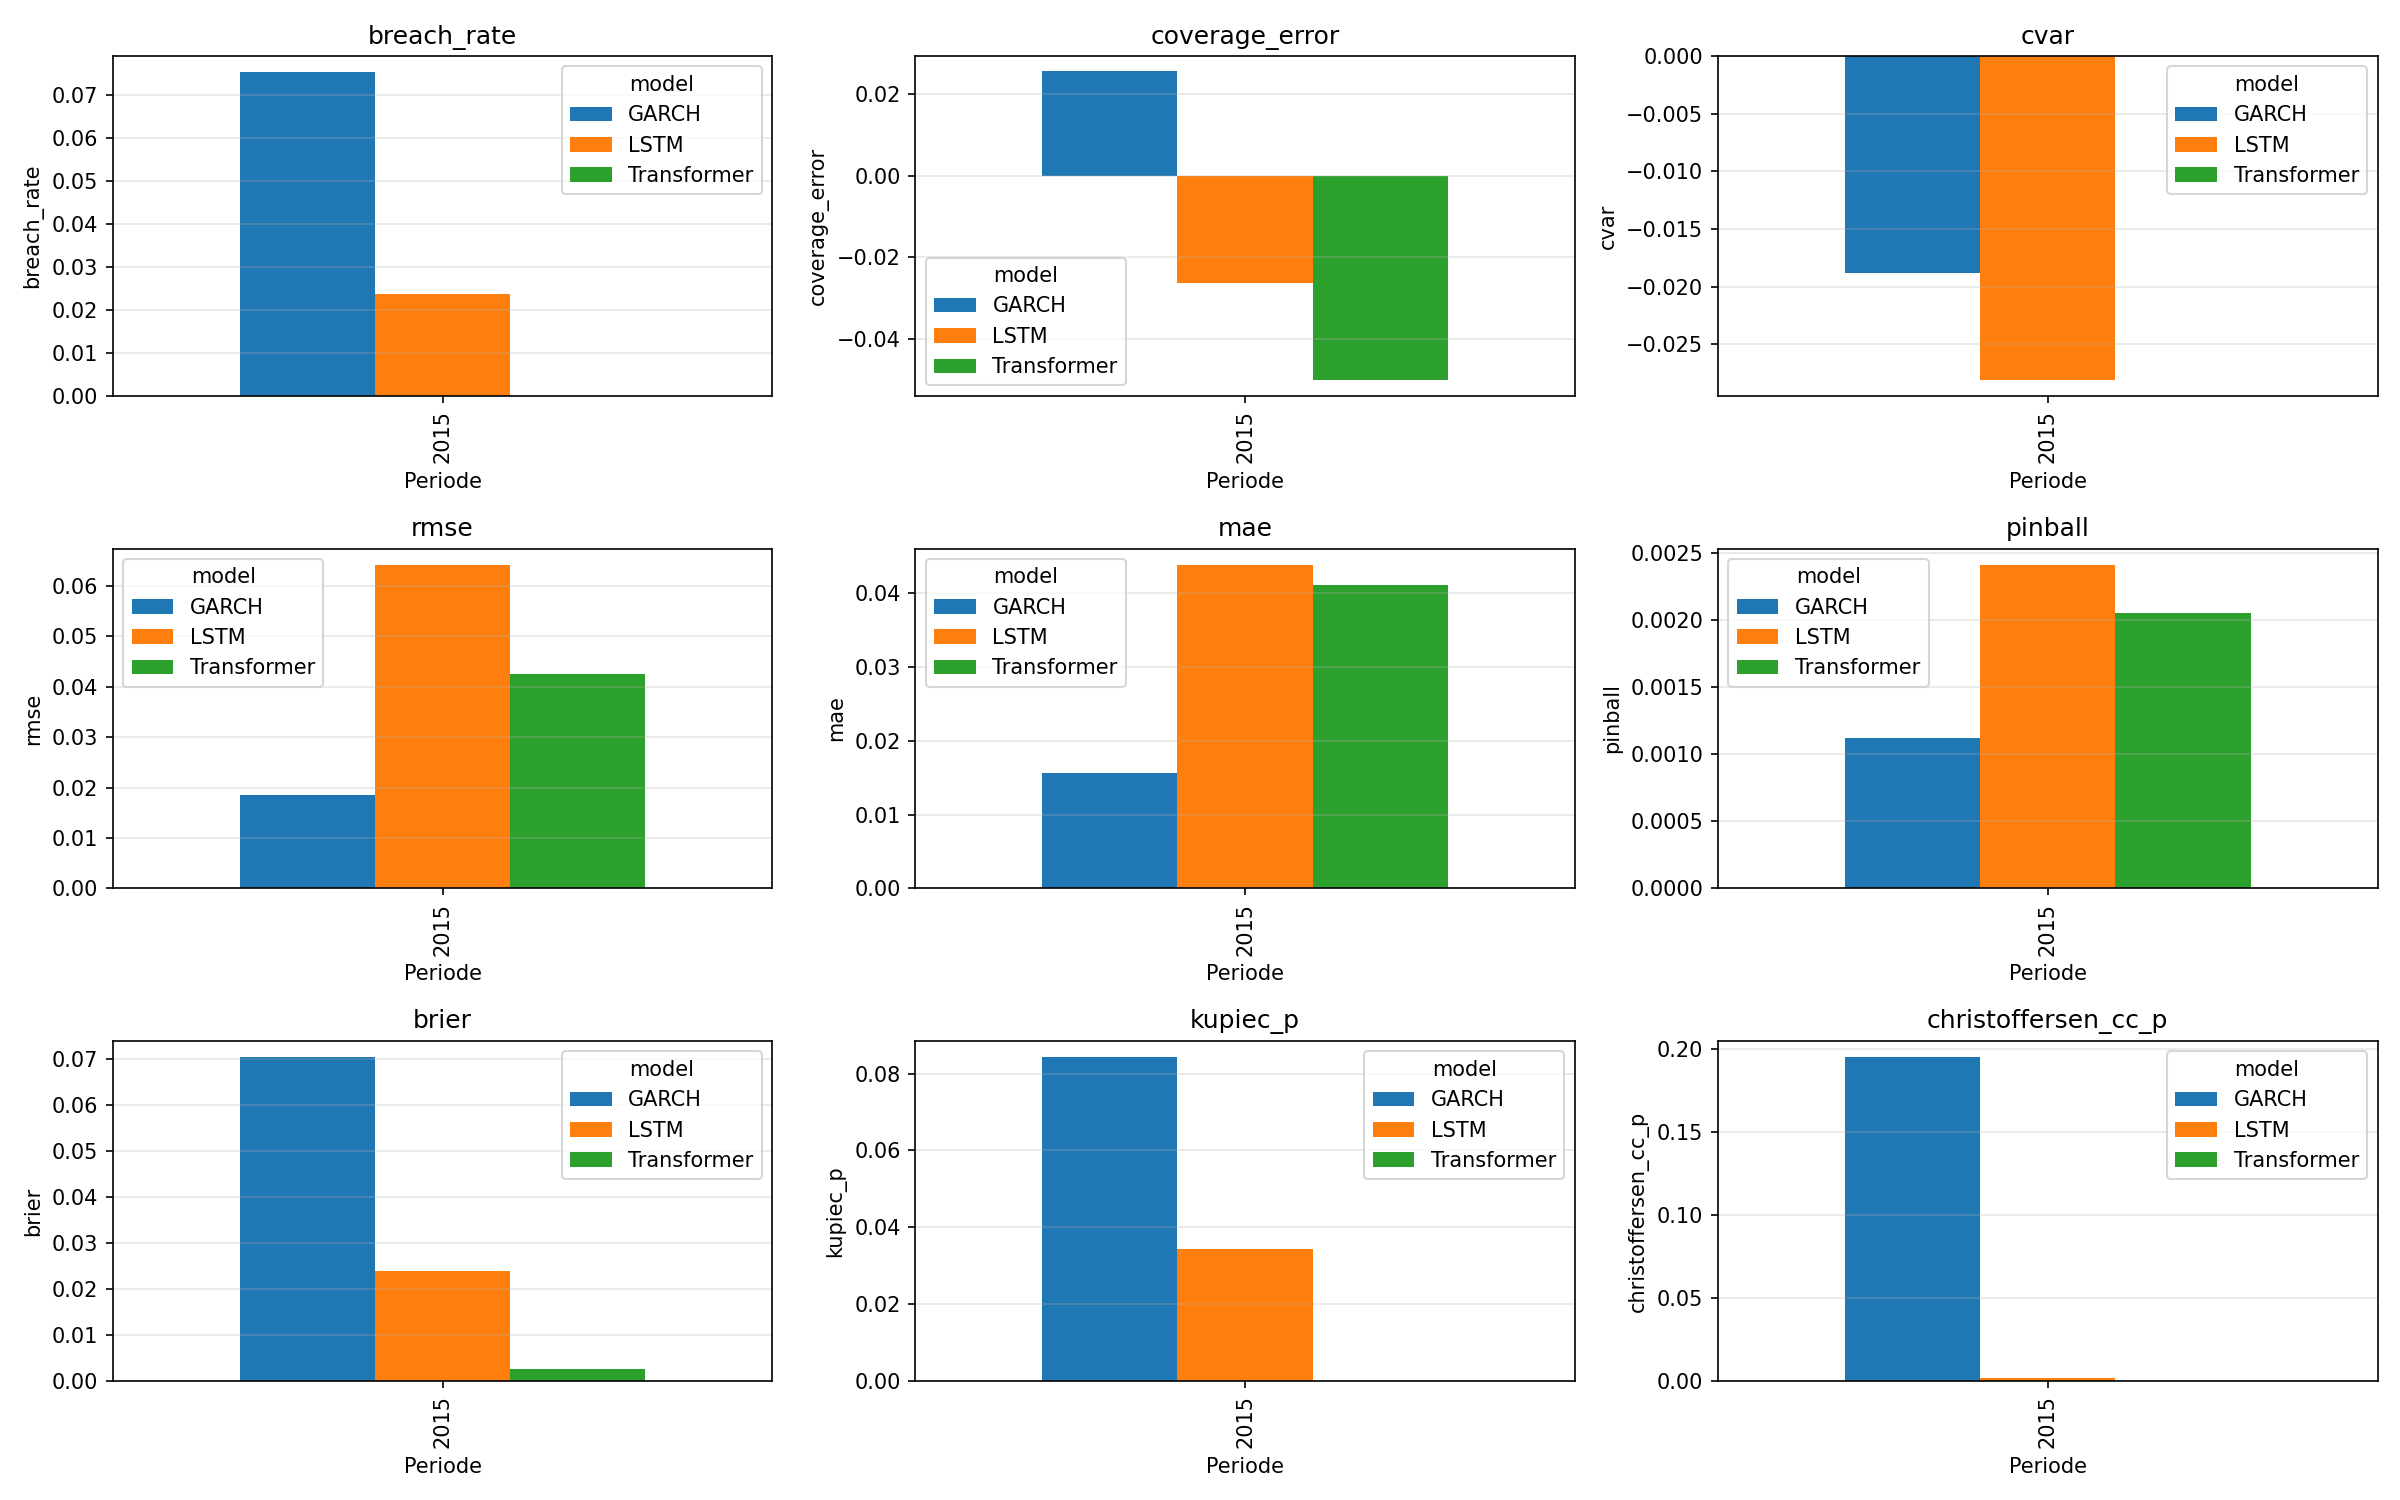 breach_rate
breach_rate
0.07
0.06
0.05
0.04
0.03
0.02
0.01
0.00
model
GARCH
LSTM
Transformer
2015
Periode
coverage_error
coverage_error
0.02
0.00
−0.02
−0.04
model
GARCH
LSTM
Transformer
2015
Periode
cvar
cvar
0.000
−0.005
−0.010
−0.015
−0.020
−0.025
model
GARCH
LSTM
Transformer
2015
Periode
rmse
rmse
0.06
0.05
0.04
0.03
0.02
0.01
0.00
model
GARCH
LSTM
Transformer
2015
Periode
mae
mae
0.04
0.03
0.02
0.01
0.00
model
GARCH
LSTM
Transformer
2015
Periode
pinball
pinball
0.0025
0.0020
0.0015
0.0010
0.0005
0.0000
model
GARCH
LSTM
Transformer
2015
Periode
brier
brier
0.07
0.06
0.05
0.04
0.03
0.02
0.01
0.00
model
GARCH
LSTM
Transformer
2015
Periode
kupiec_p
kupiec_p
0.08
0.06
0.04
0.02
0.00
model
GARCH
LSTM
Transformer
2015
Periode
christoffersen_cc_p
christoffersen_cc_p
0.20
0.15
0.10
0.05
0.00
model
GARCH
LSTM
Transformer
2015
Periode